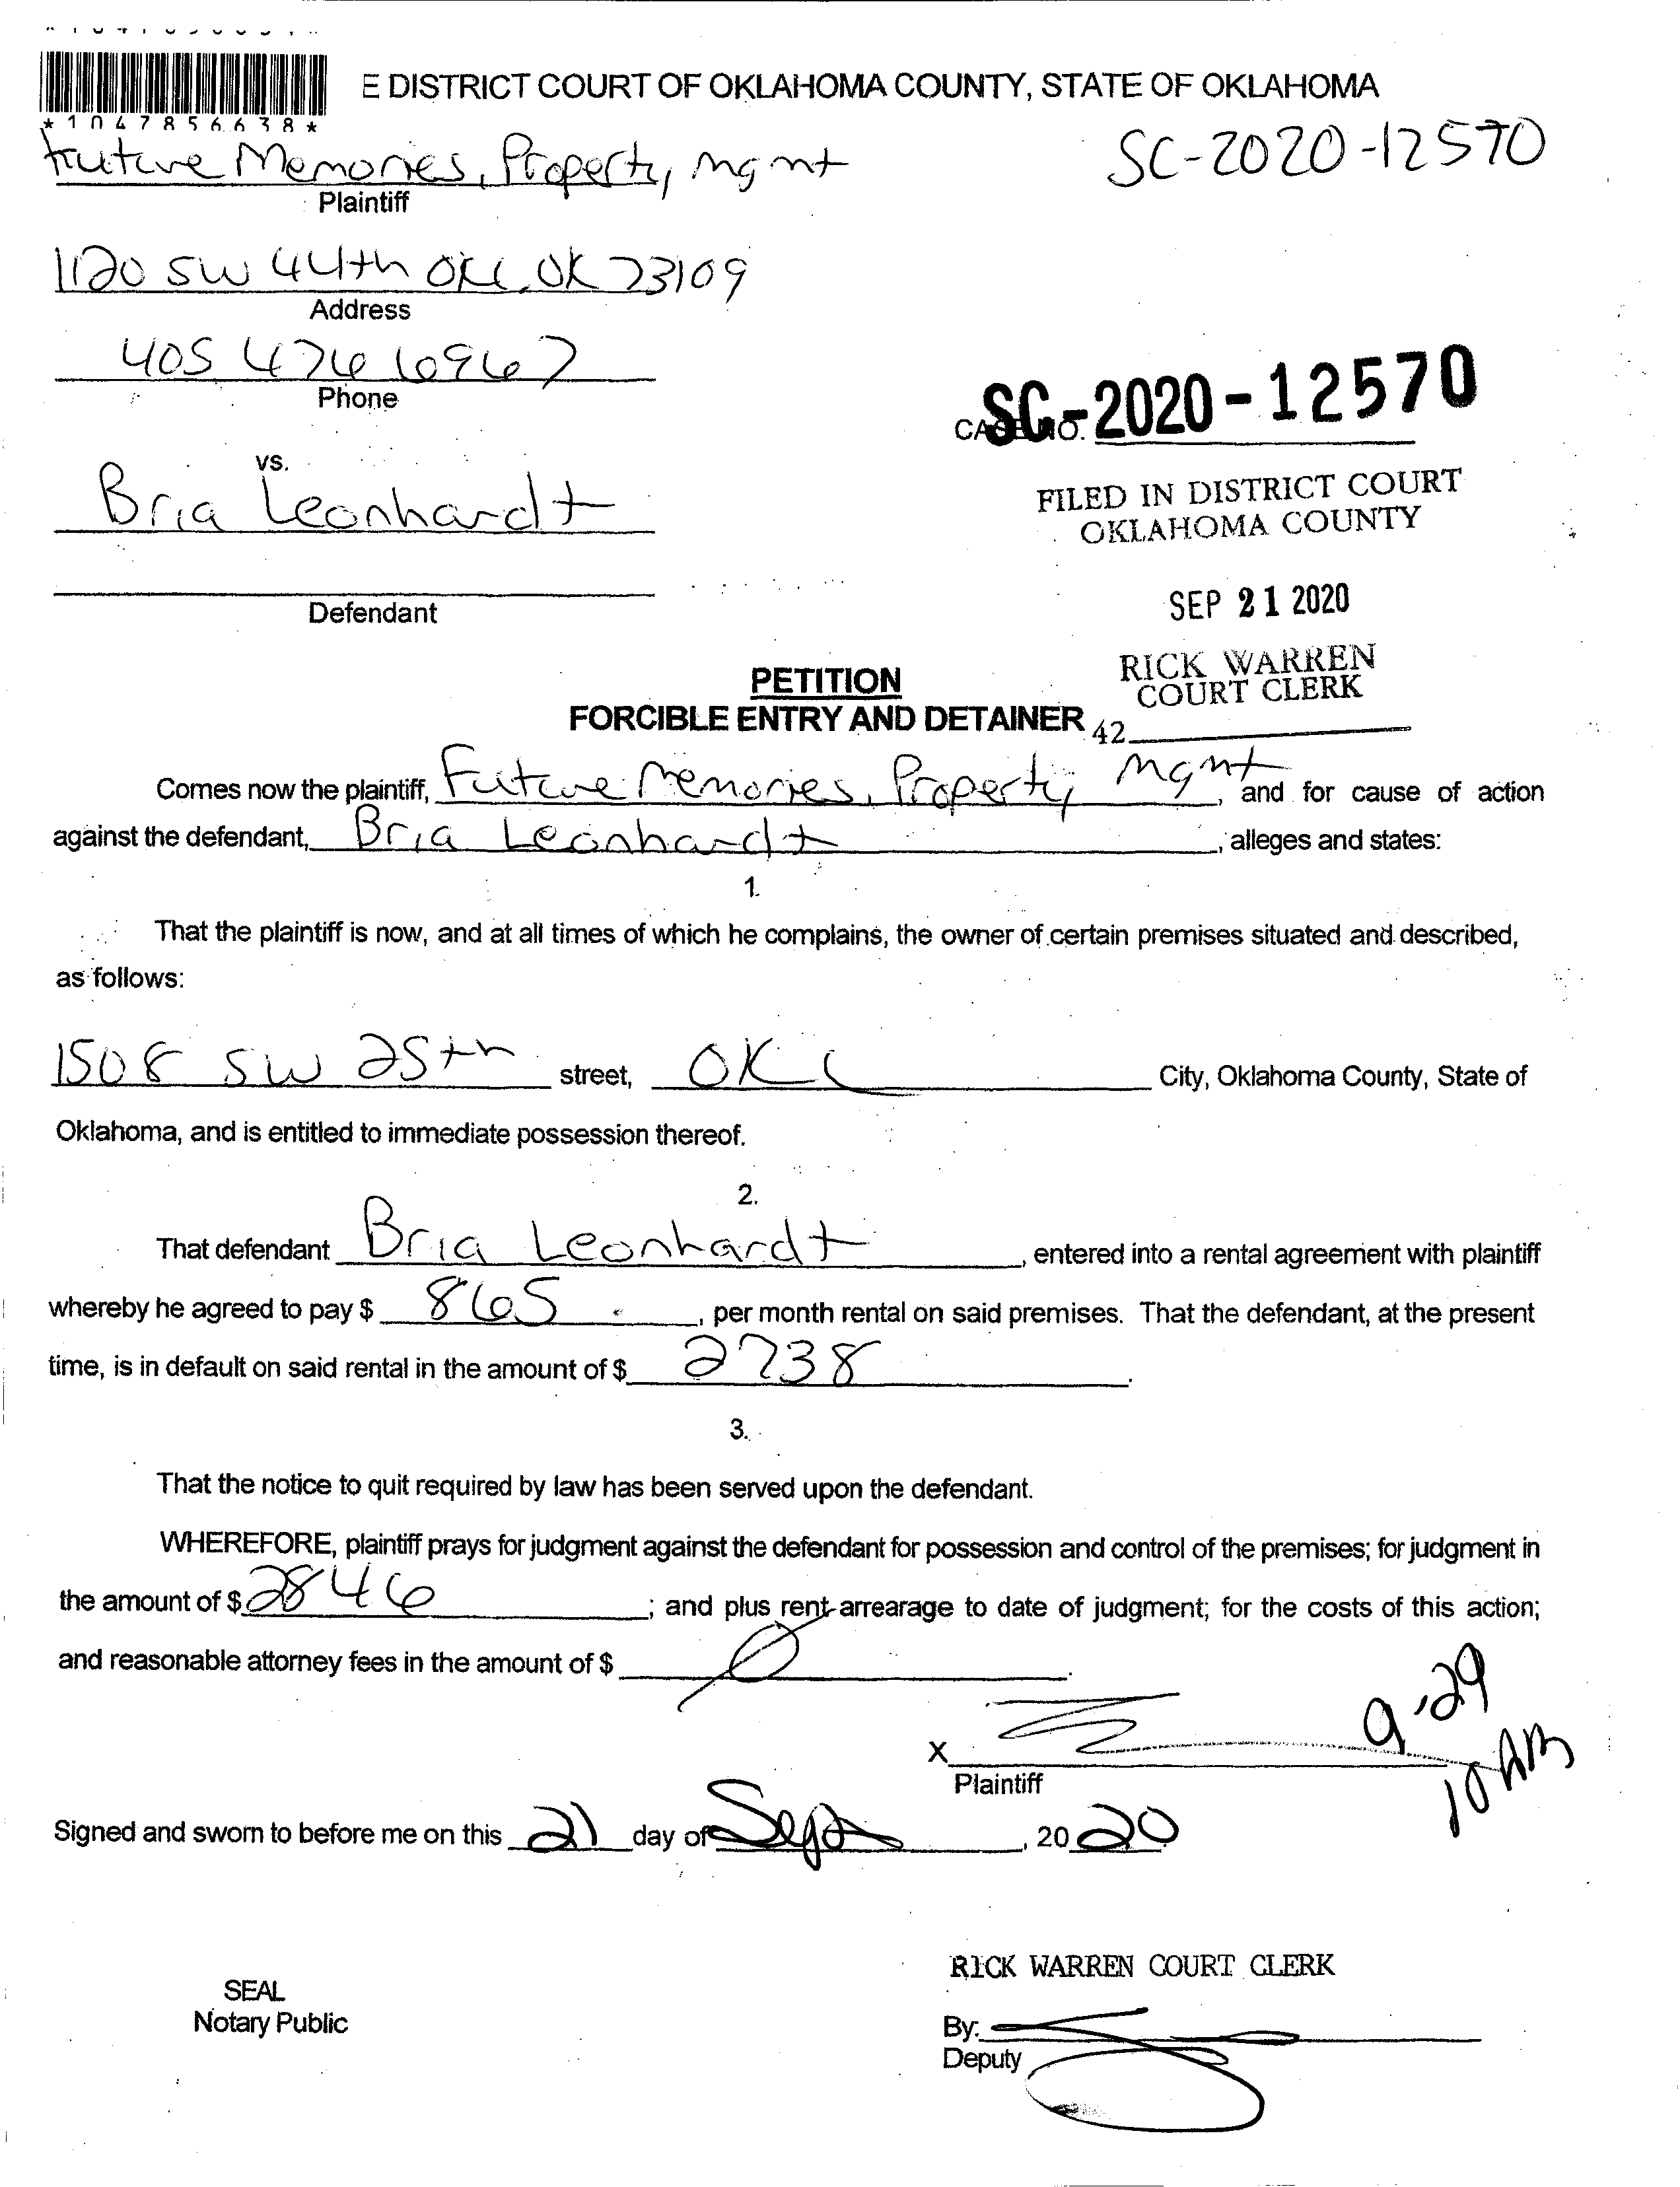 E DISTRICT COURT OF OKLAHOMA COUNTY, STATE OF OKLAHOMA
*1047856638*
Future Memories, Property Mgmt SC-2020-12570
Plaintiff
1120 SW 44th OKC, OK 73109
Address
405 476 6967
Phone
CASE NO. SC-2020-12570
vs.
Bria Leonhardt
FILED IN DISTRICT COURT
OKLAHOMA COUNTY
SEP 21 2020
Defendant
RICK WARREN
COURT CLERK
PETITION
FORCIBLE ENTRY AND DETAINER 42
Comes now the plaintiff, Future Memories, Property Mgmt, and for cause of action
against the defendant, Bria Leonhardt, alleges and states:
1.
That the plaintiff is now, and at all times of which he complains, the owner of certain premises situated and described,
as follows:
1508 SW 25th street, OKC City, Oklahoma County, State of
Oklahoma, and is entitled to immediate possession thereof.
2.
That defendant Bria Leonhardt, entered into a rental agreement with plaintiff
whereby he agreed to pay $ 865, per month rental on said premises. That the defendant, at the present
time, is in default on said rental in the amount of $ 2738.
3.
That the notice to quit required by law has been served upon the defendant.
WHEREFORE, plaintiff prays for judgment against the defendant for possession and control of the premises; for judgment in
the amount of $ 2846; and plus rent arrearage to date of judgment; for the costs of this action;
and reasonable attorney fees in the amount of $ 0.
9-29
10 AM
X
Plaintiff
Signed and sworn to before me on this 21 day of Sept, 2020
RICK WARREN COURT CLERK
SEAL
Notary Public
By:
Deputy